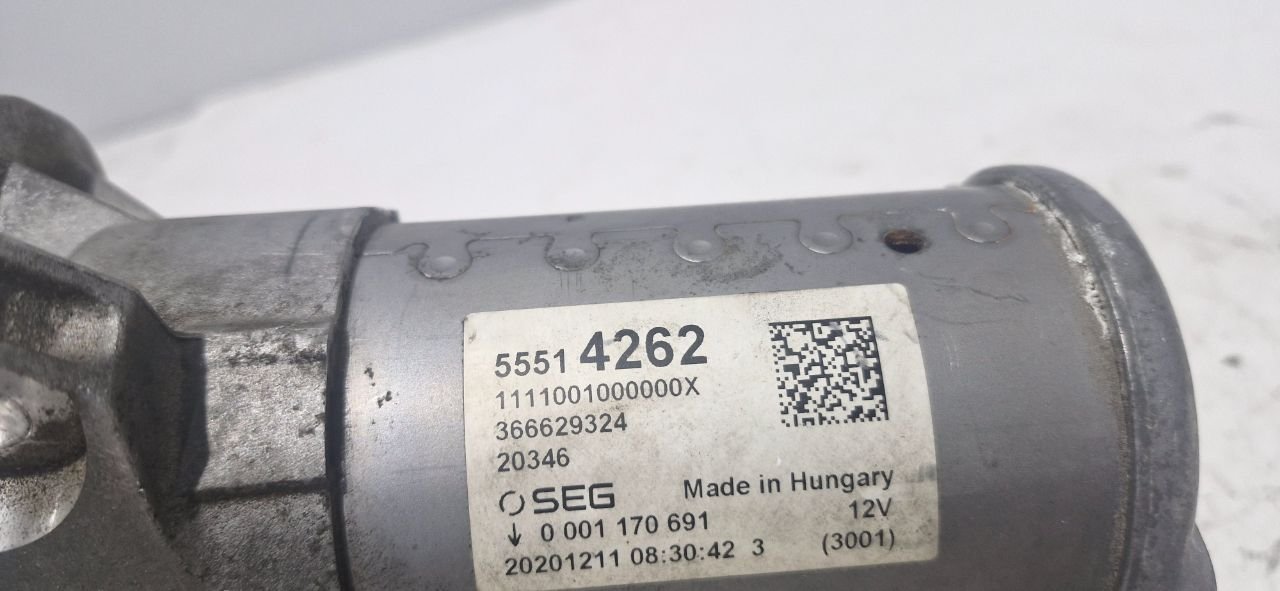 5551 4262
1111001000000X
366629324
20346
SEG Made in Hungary
↓ 0 001 170 691 12V
20201211 08:30:42 3 (3001)